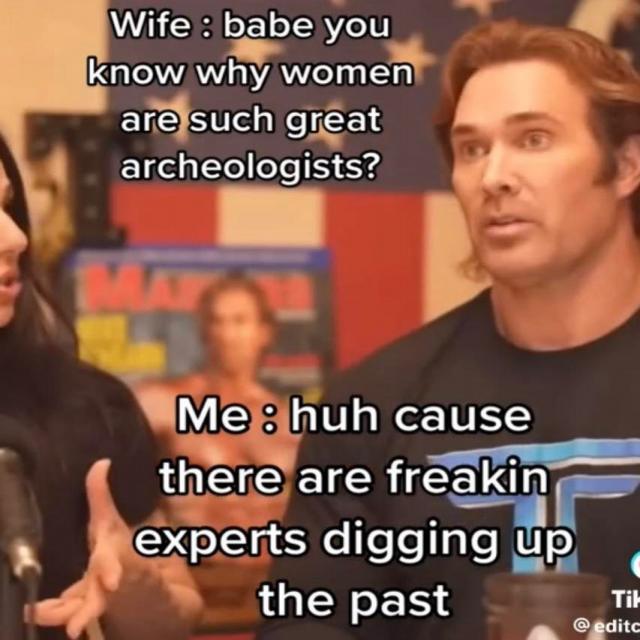 Wife : babe you
know why women
are such great
archeologists?
Me : huh cause
there are freakin
experts digging up
the past
@ editc